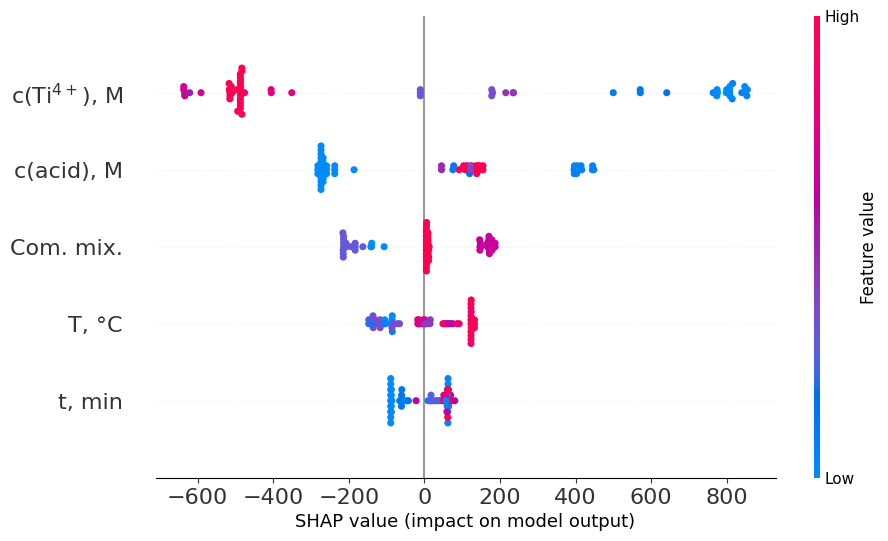 High
c(Ti⁴⁺), M
c(acid), M
Com. mix.
T, °C
t, min
Feature value
Low
−600 −400 −200 0 200 400 600 800
SHAP value (impact on model output)